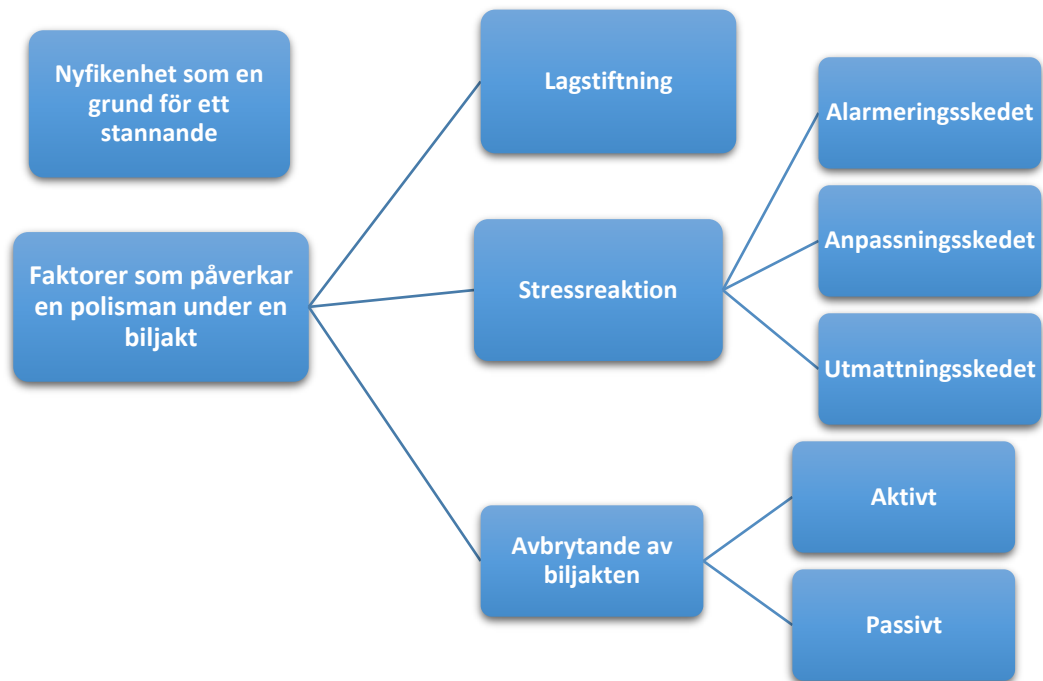 Nyfikenhet som en
grund för ett
stannande
Faktorer som påverkar
en polisman under en
biljakt
Lagstiftning
Stressreaktion
Avbrytande av
biljakten
Alarmeringsskedet
Anpassningsskedet
Utmattningsskedet
Aktivt
Passivt